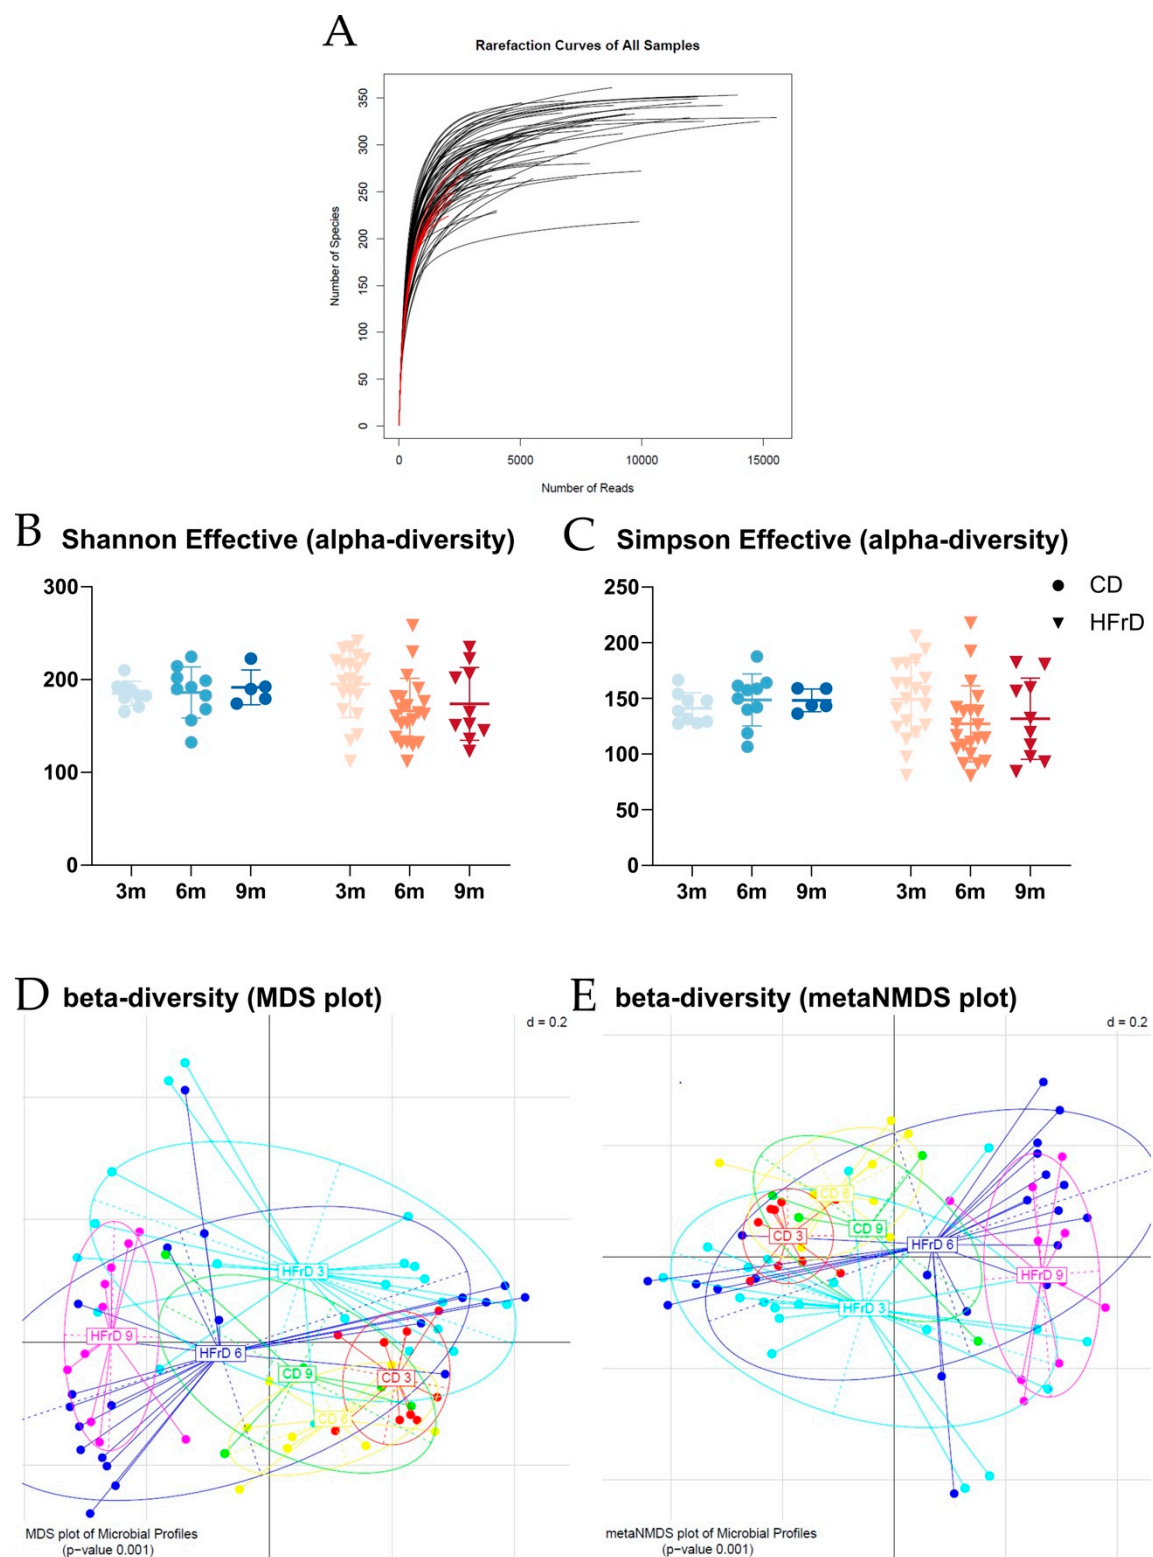 A
Rarefaction Curves of All Samples
Number of Species
350
300
250
200
150
100
50
0
0 5000 10000 15000
Number of Reads
B Shannon Effective (alpha-diversity)
300
200
100
0
3m 6m 9m 3m 6m 9m
C Simpson Effective (alpha-diversity)
250
200
150
100
50
0
3m 6m 9m 3m 6m 9m
CD
HFrD
D beta-diversity (MDS plot)
d = 0.2
HFrD 3
HFrD 9
HFrD 6
CD 9
CD 3
CD 6
MDS plot of Microbial Profiles
(p-value 0.001)
E beta-diversity (metaNMDS plot)
d = 0.2
CD 6
CD 9
CD 3
HFrD 6
HFrD 9
HFrD 3
metaNMDS plot of Microbial Profiles
(p-value 0.001)